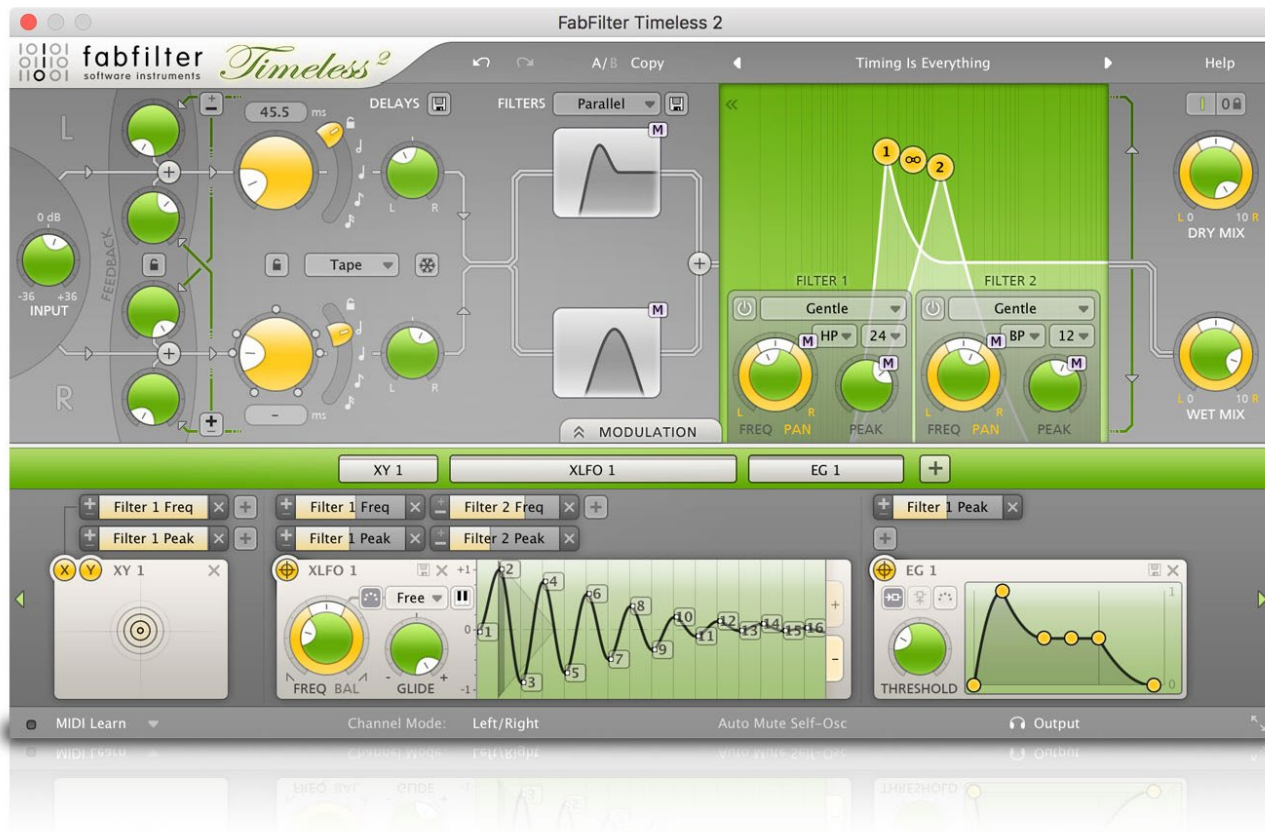 FabFilter Timeless 2
fabfilter
software instruments
Timeless 2
A/B Copy
Timing Is Everything
Help
L
45.5 ms
DELAYS
FILTERS Parallel
M
1
2
0
L R
L 0 10 R
DRY MIX
0 dB
-36 +36
INPUT
FEEDBACK
Tape
FILTER 1
FILTER 2
Gentle
Gentle
M HP 24
M BP 12
M
M
M
L R
L R
FREQ PAN PEAK
FREQ PAN PEAK
L R
L 0 10 R
WET MIX
R
- ms
MODULATION
XY 1
XLFO 1
EG 1
Filter 1 Freq
Filter 1 Freq
Filter 2 Freq
Filter 1 Peak
Filter 1 Peak
Filter 1 Peak
Filter 2 Peak
X Y XY 1
XLFO 1
Free
FREQ BAL
- +
GLIDE
+1
0
-1
1 2 3 4 5 6 7 8 9 10 11 12 13 14 15 16
+
-
EG 1
THRESHOLD
1
0
MIDI Learn
Channel Mode: Left/Right
Auto Mute Self-Osc
Output